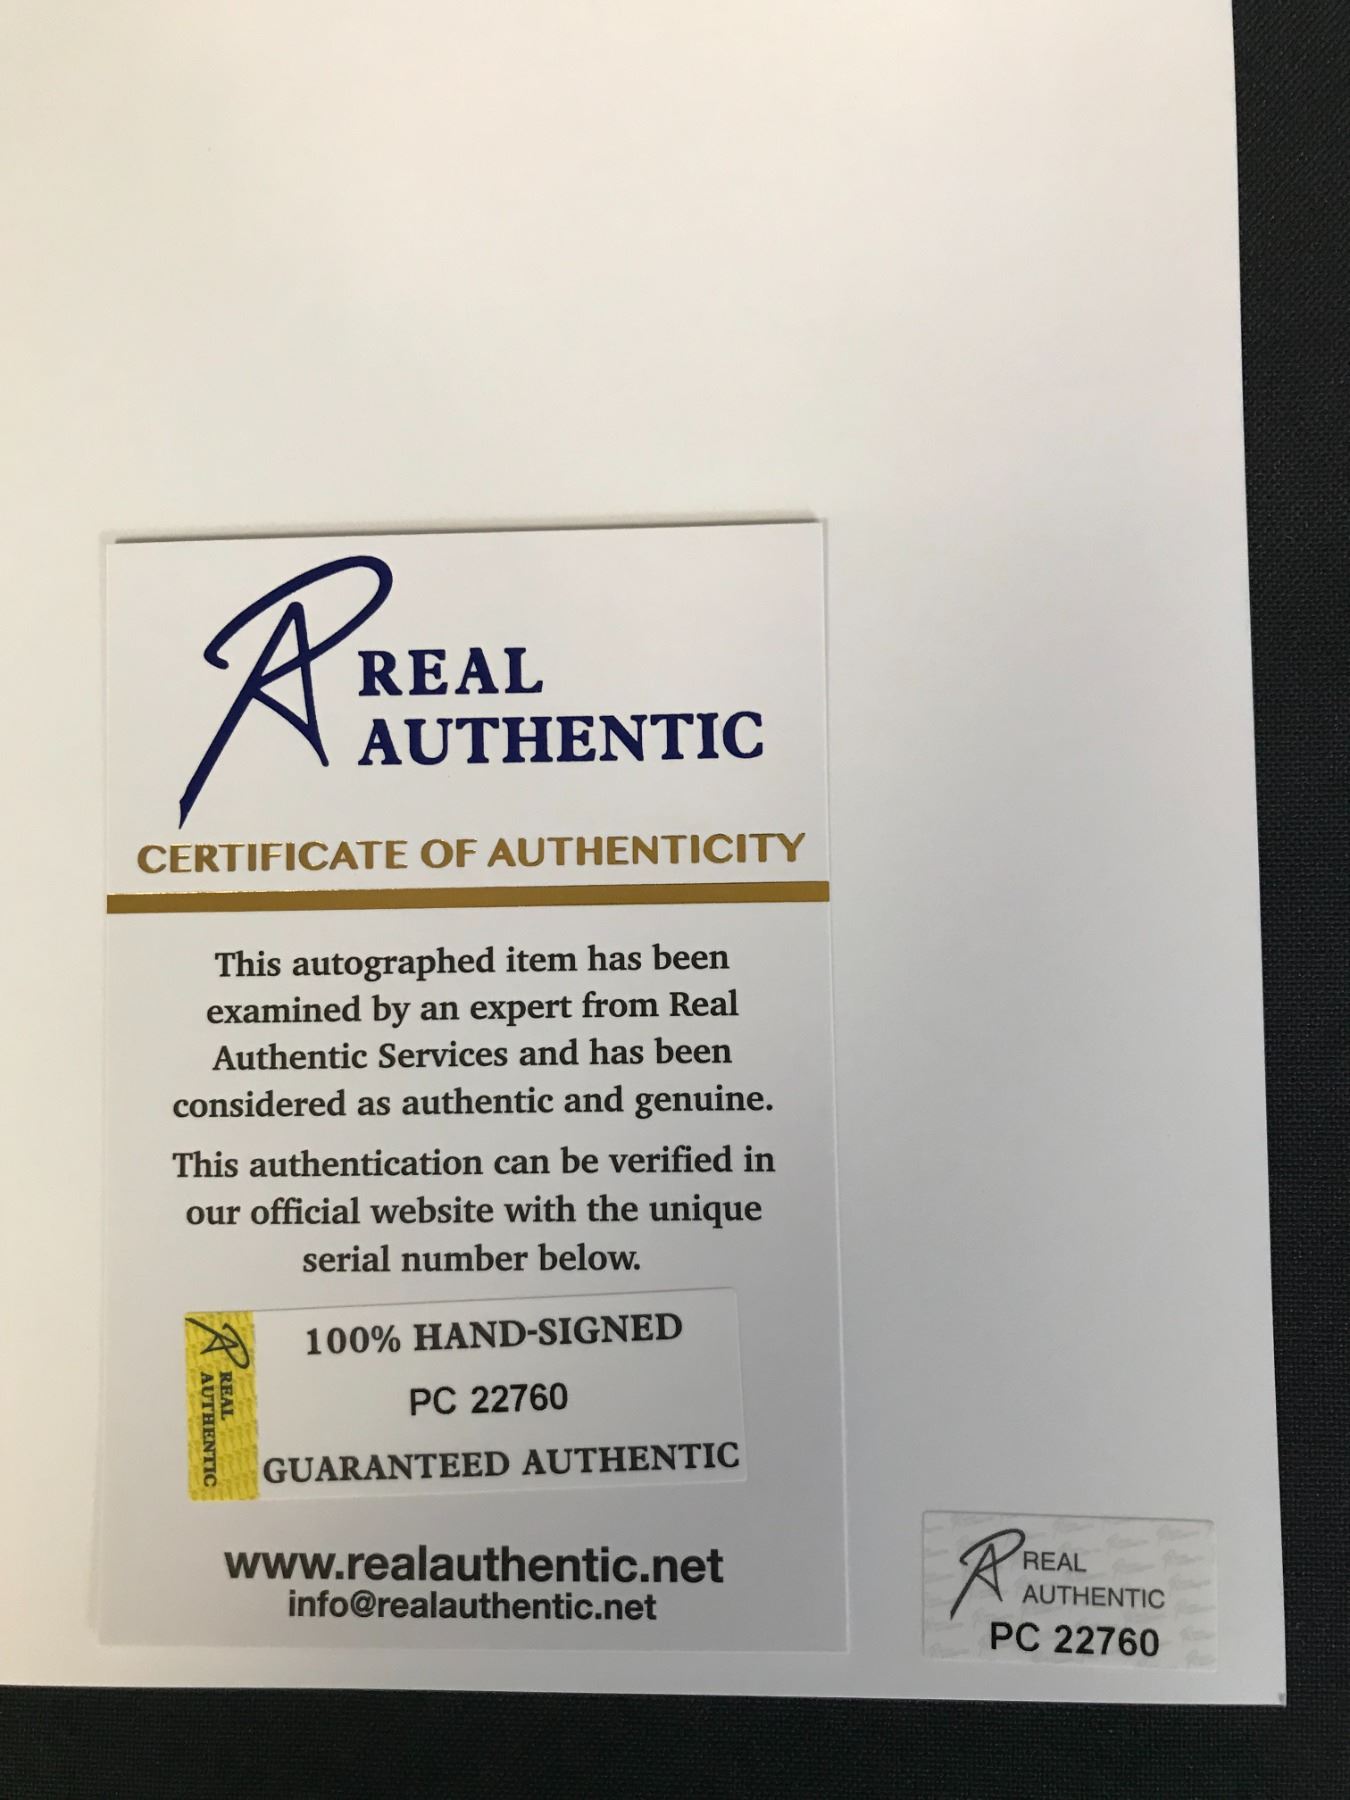 REAL
AUTHENTIC
CERTIFICATE OF AUTHENTICITY
This autographed item has been
examined by an expert from Real
Authentic Services and has been
considered as authentic and genuine.
This authentication can be verified in
our official website with the unique
serial number below.
REAL
AUTHENTIC
100% HAND-SIGNED
PC 22760
GUARANTEED AUTHENTIC
www.realauthentic.net
info@realauthentic.net
REAL
AUTHENTIC
PC 22760